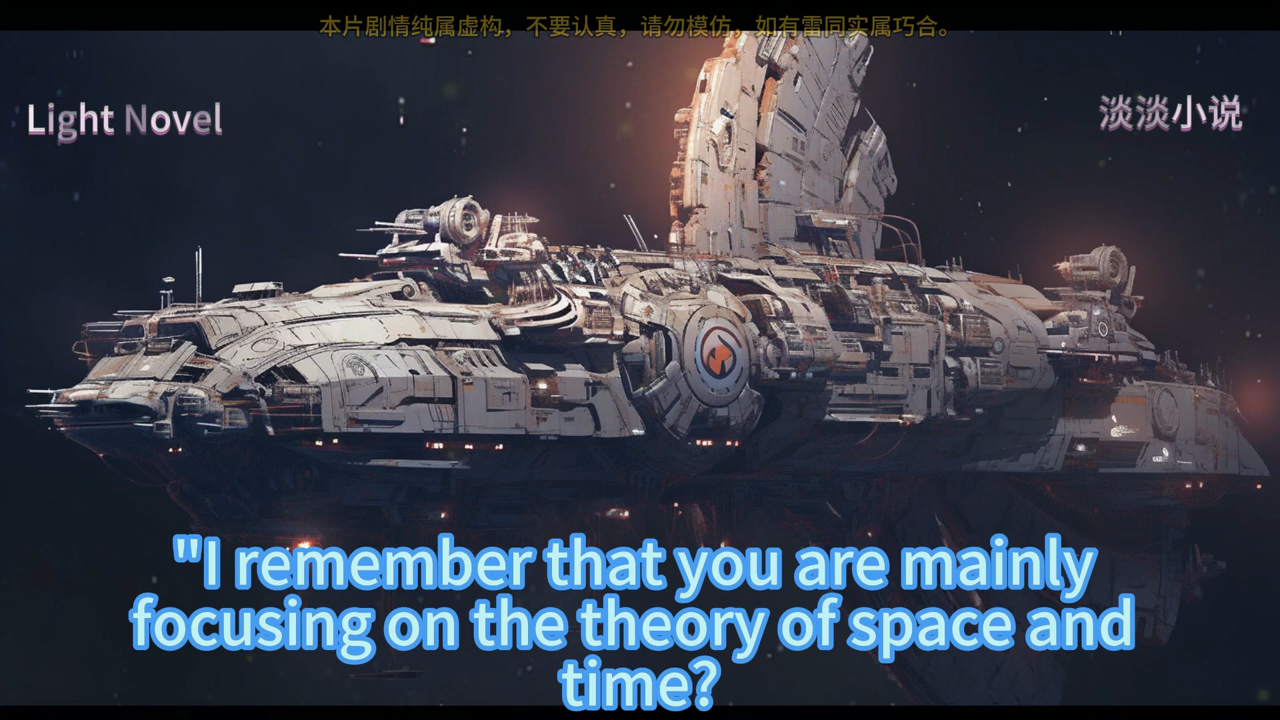 本片剧情纯属虚构，不要认真，请勿模仿，如有雷同实属巧合。
Light Novel
淡淡小说
"I remember that you are mainly
focusing on the theory of space and
time?